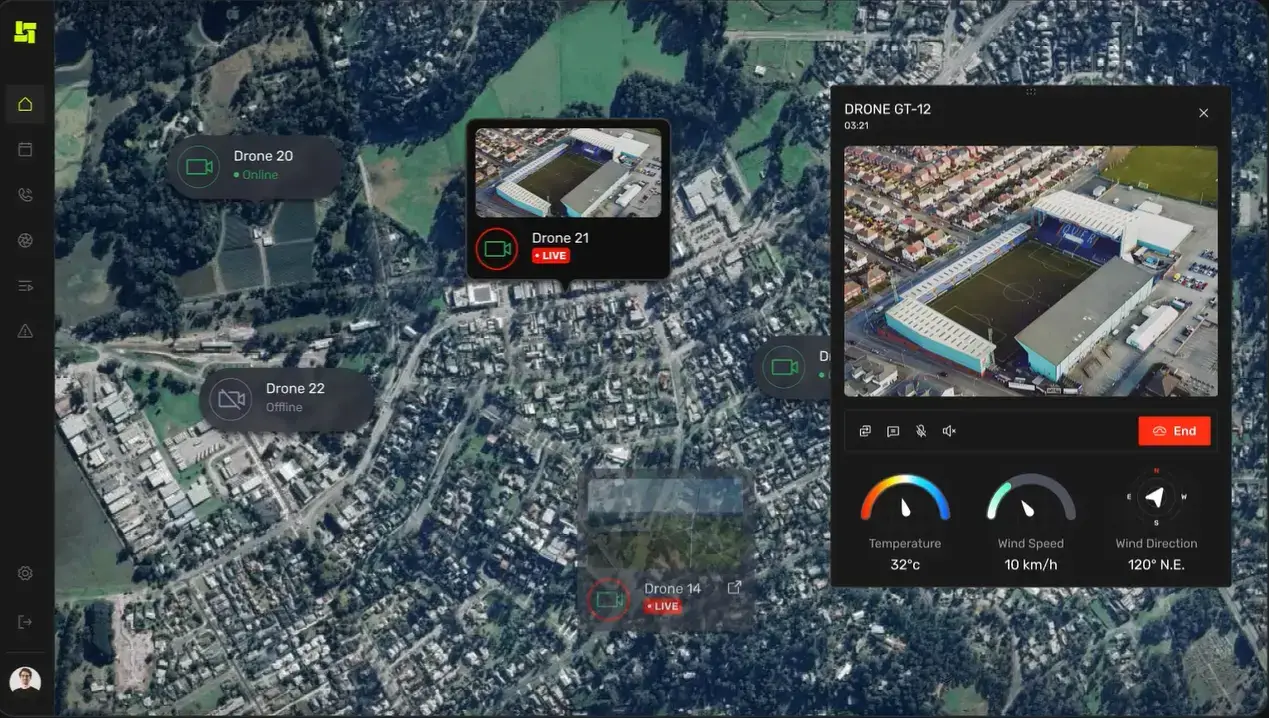 Drone 20
Online
Drone 21
LIVE
Drone 22
Offline
Drone 14
LIVE
DRONE GT-12
03:21
End
Temperature
32°c
Wind Speed
10 km/h
N
E
W
S
Wind Direction
120° N.E.